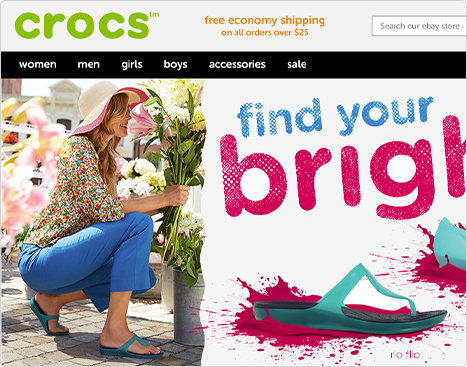 crocs™
free economy shipping
on all orders over $25
Search our ebay store
women men girls boys accessories sale
find your
brigh
rio flip